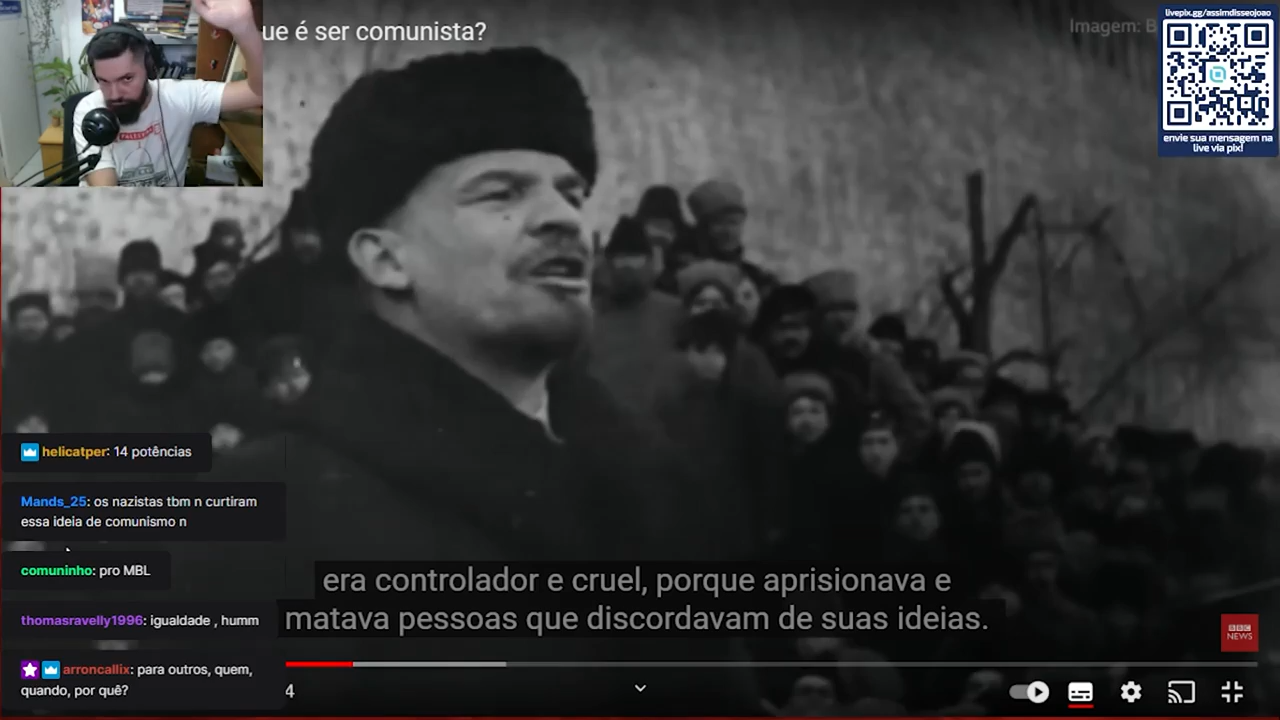 ue é ser comunista?
Imagem: B
livepix.gg/assimdisseojoao
envie sua mensagem na
live via pix!
PALEST
helicatper: 14 potências
Mands_25: os nazistas tbm n curtiram
essa ideia de comunismo n
comuninho: pro MBL
thomasravelly1996: igualdade , humm
arroncallix: para outros, quem,
quando, por quê?
era controlador e cruel, porque aprisionava e
matava pessoas que discordavam de suas ideias.
BBC
NEWS
4